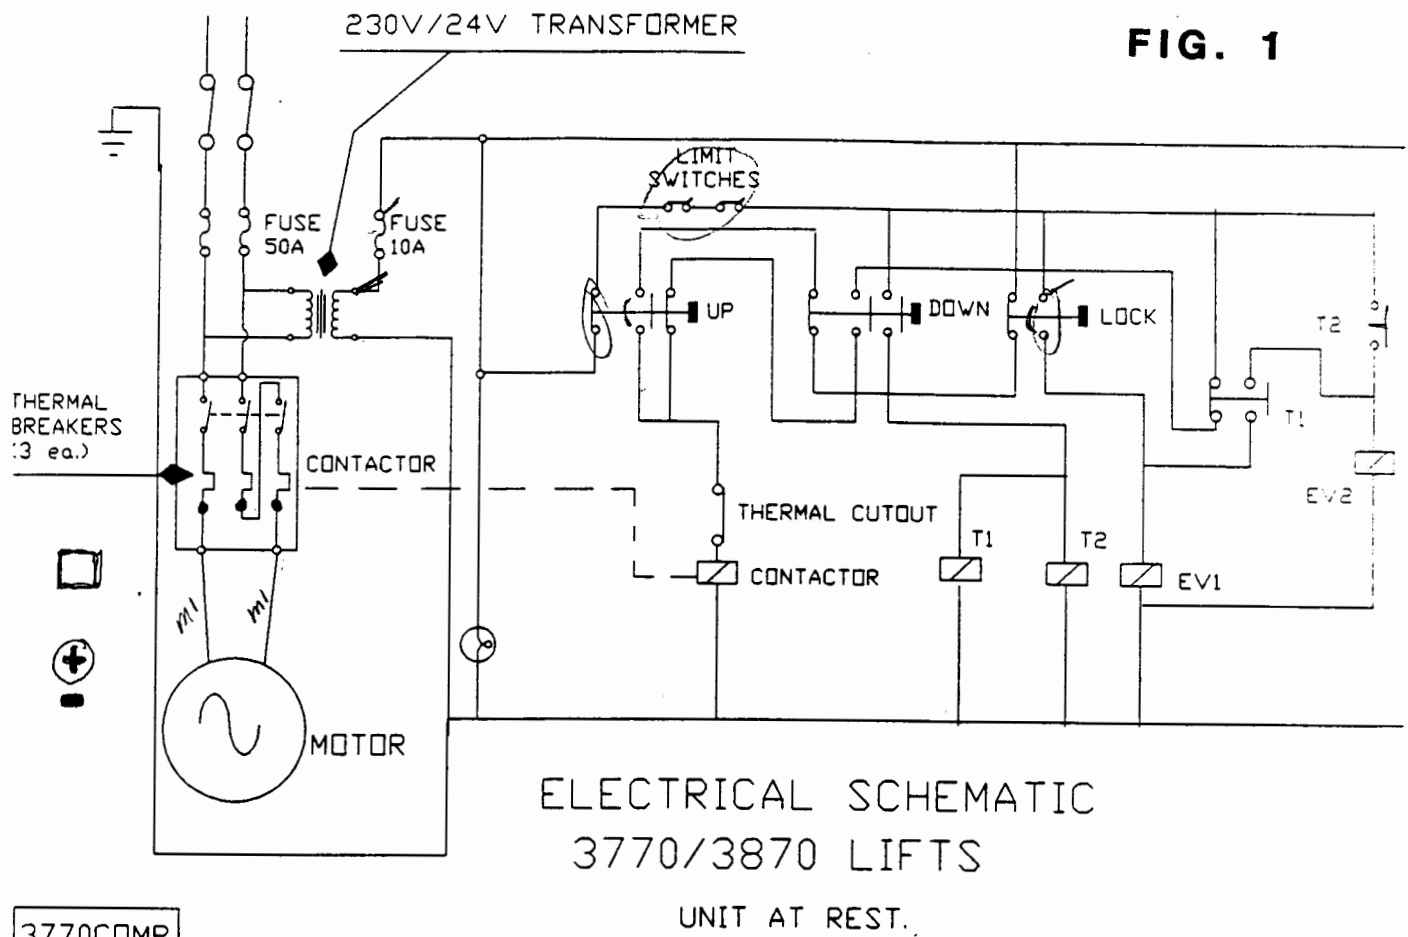 230V/24V TRANSFORMER
FIG. 1
LIMIT
SWITCHES
FUSE
50A
FUSE
10A
UP
DOWN
LOCK
T2
T1
THERMAL
BREAKERS
(3 ea.)
CONTACTOR
EV2
THERMAL CUTOUT
T1
T2
CONTACTOR
EV1
M1
M1
MOTOR
ELECTRICAL SCHEMATIC
3770/3870 LIFTS
UNIT AT REST.
3770COMP